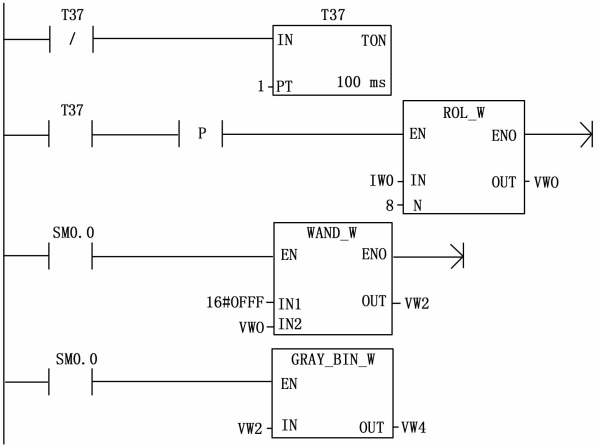 T37 T37
/ IN TON
1 PT 100 ms
T37
P EN ROL_W ENO
IW0 IN OUT VW0
8 N
SM0.0 WAND_W
EN ENO
16#0FFF IN1 OUT VW2
VW0 IN2
SM0.0 GRAY_BIN_W
EN
VW2 IN OUT VW4